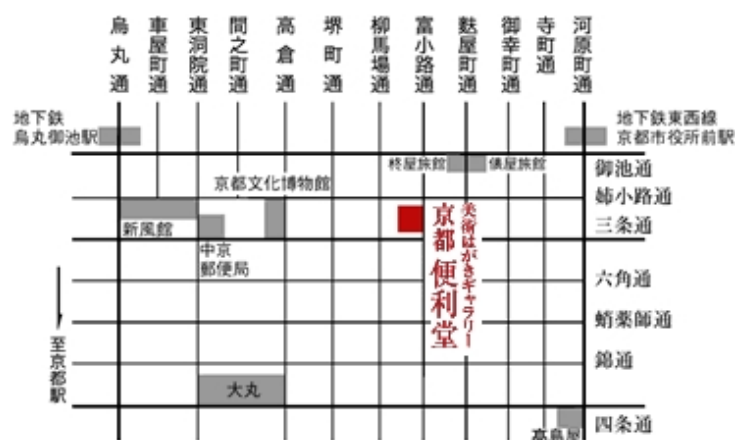 烏丸通
車屋町通
東洞院通
間之町通
高倉通
堺町通
柳馬場通
富小路通
麩屋町通
御幸町通
寺町通
河原町通
地下鉄
烏丸御池駅
地下鉄東西線
京都市役所前駅
柊屋旅館
俵屋旅館
御池通
京都文化博物館
姉小路通
新風館
三条通
中京
郵便局
美術はがきギャラリー
京都 便利堂
六角通
蛸薬師通
至京都駅
錦通
大丸
四条通
高島屋